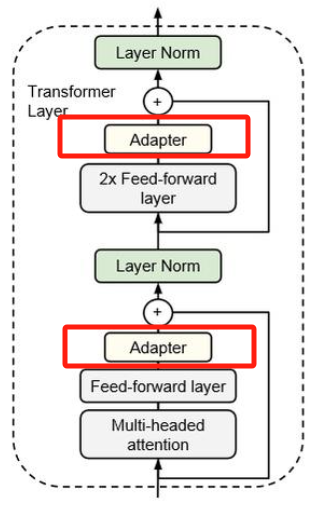 Layer Norm
Transformer
Layer
+
Adapter
2x Feed-forward
layer
Layer Norm
+
Adapter
Feed-forward layer
Multi-headed
attention